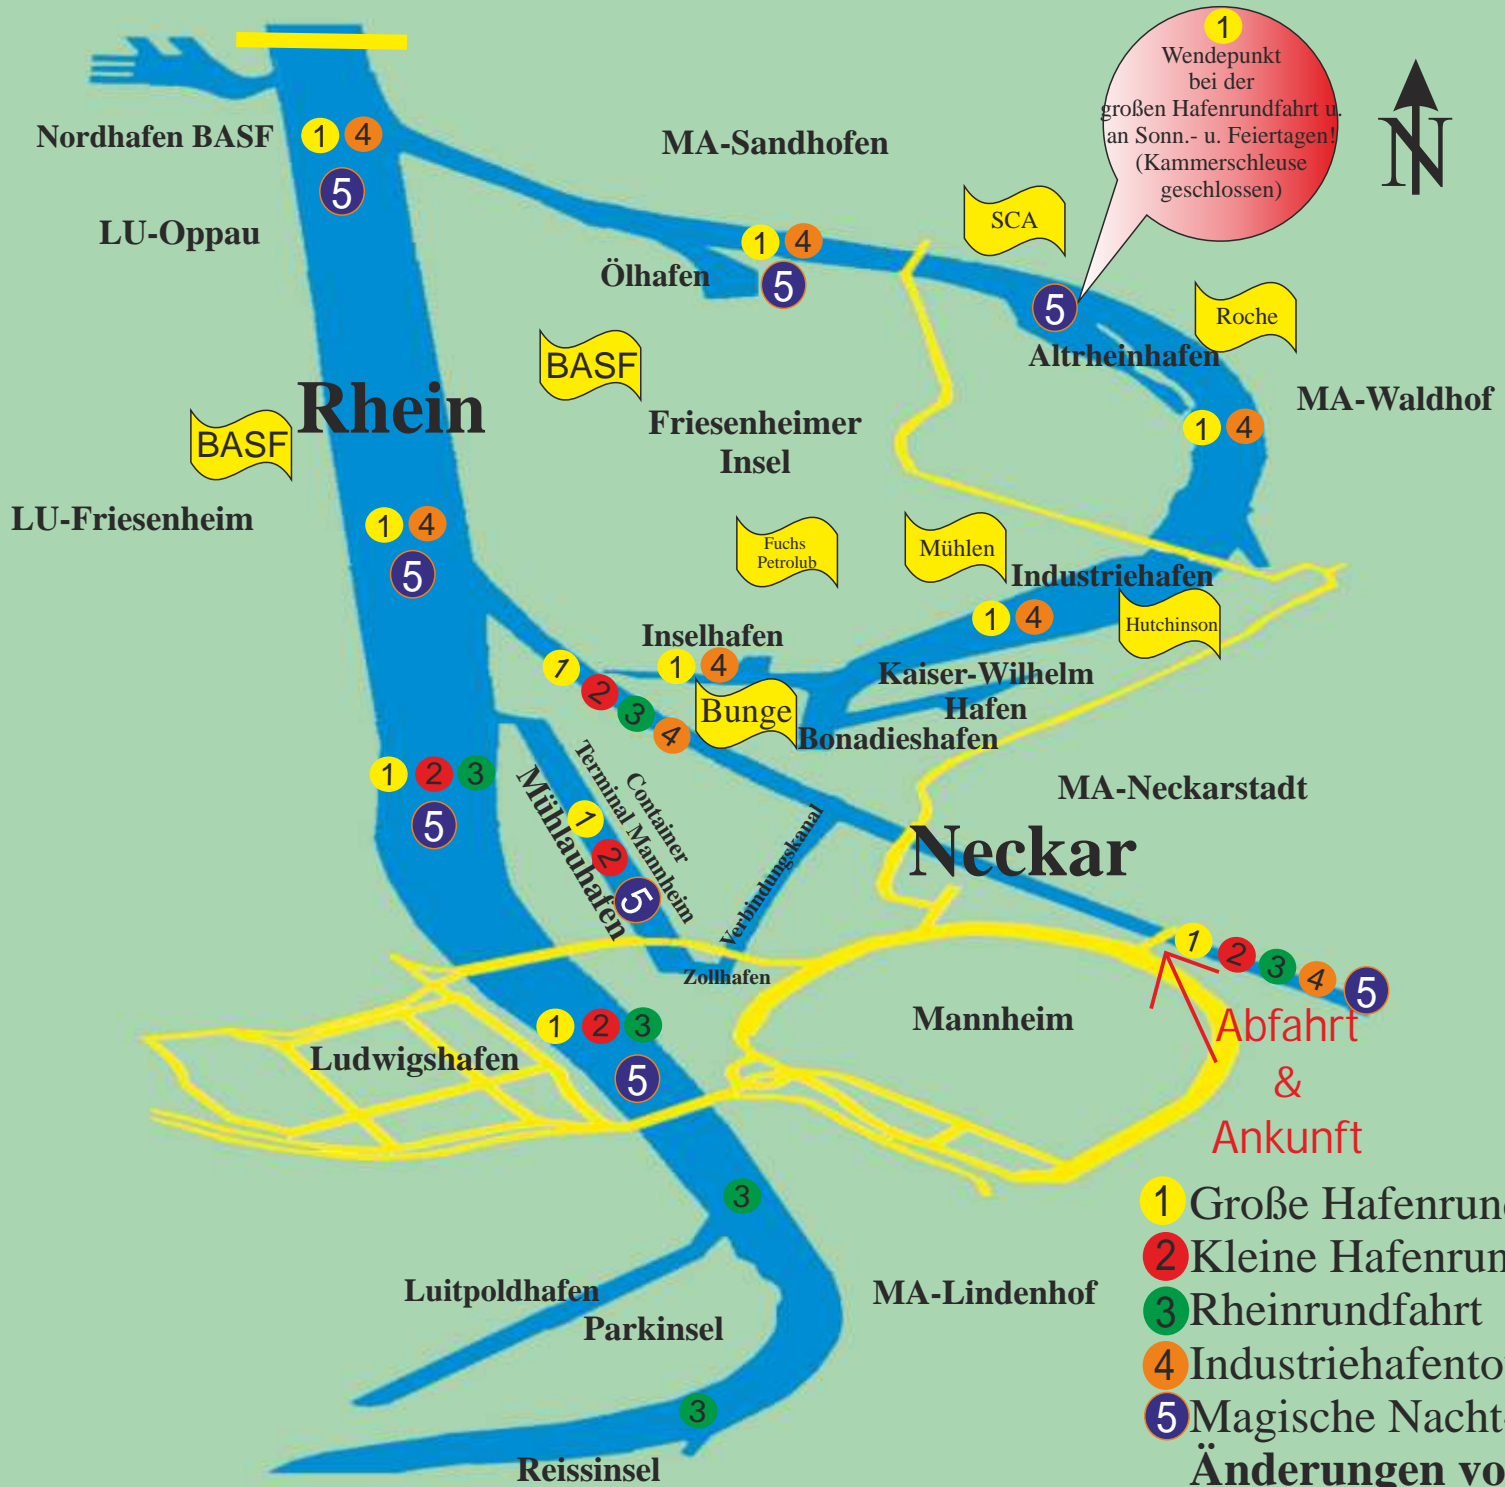 1
Wendepunkt
bei der
großen Hafenrundfahrt u.
an Sonn.- u. Feiertagen!
(Kammerschleuse
geschlossen)
N
Nordhafen BASF
1 4
5
MA-Sandhofen
LU-Oppau
SCA
1 4
5
Ölhafen
5
Roche
Altrheinhafen
BASF
Rhein
MA-Waldhof
BASF
Friesenheimer
Insel
1 4
LU-Friesenheim
1 4
5
Fuchs
Petrolub
Mühlen
Industriehafen
1 4
Hutchinson
Inselhafen
1 4
1 2 3 4
Kaiser-Wilhelm
Hafen
Bunge
Bonadieshafen
1 2 3
5
Container
Terminal Mannheim
Mühlauhafen
1 2 5
MA-Neckarstadt
Neckar
Verbindungskanal
Zollhafen
1 2 3 4 5
Mannheim
Abfahrt
&
Ankunft
1 2 3
5
Ludwigshafen
3
Luitpoldhafen
Parkinsel
MA-Lindenhof
3
Reissinsel
1 Große Hafenrun
2 Kleine Hafenrun
3 Rheinrundfahrt
4 Industriehafento
5 Magische Nacht-
Änderungen vo